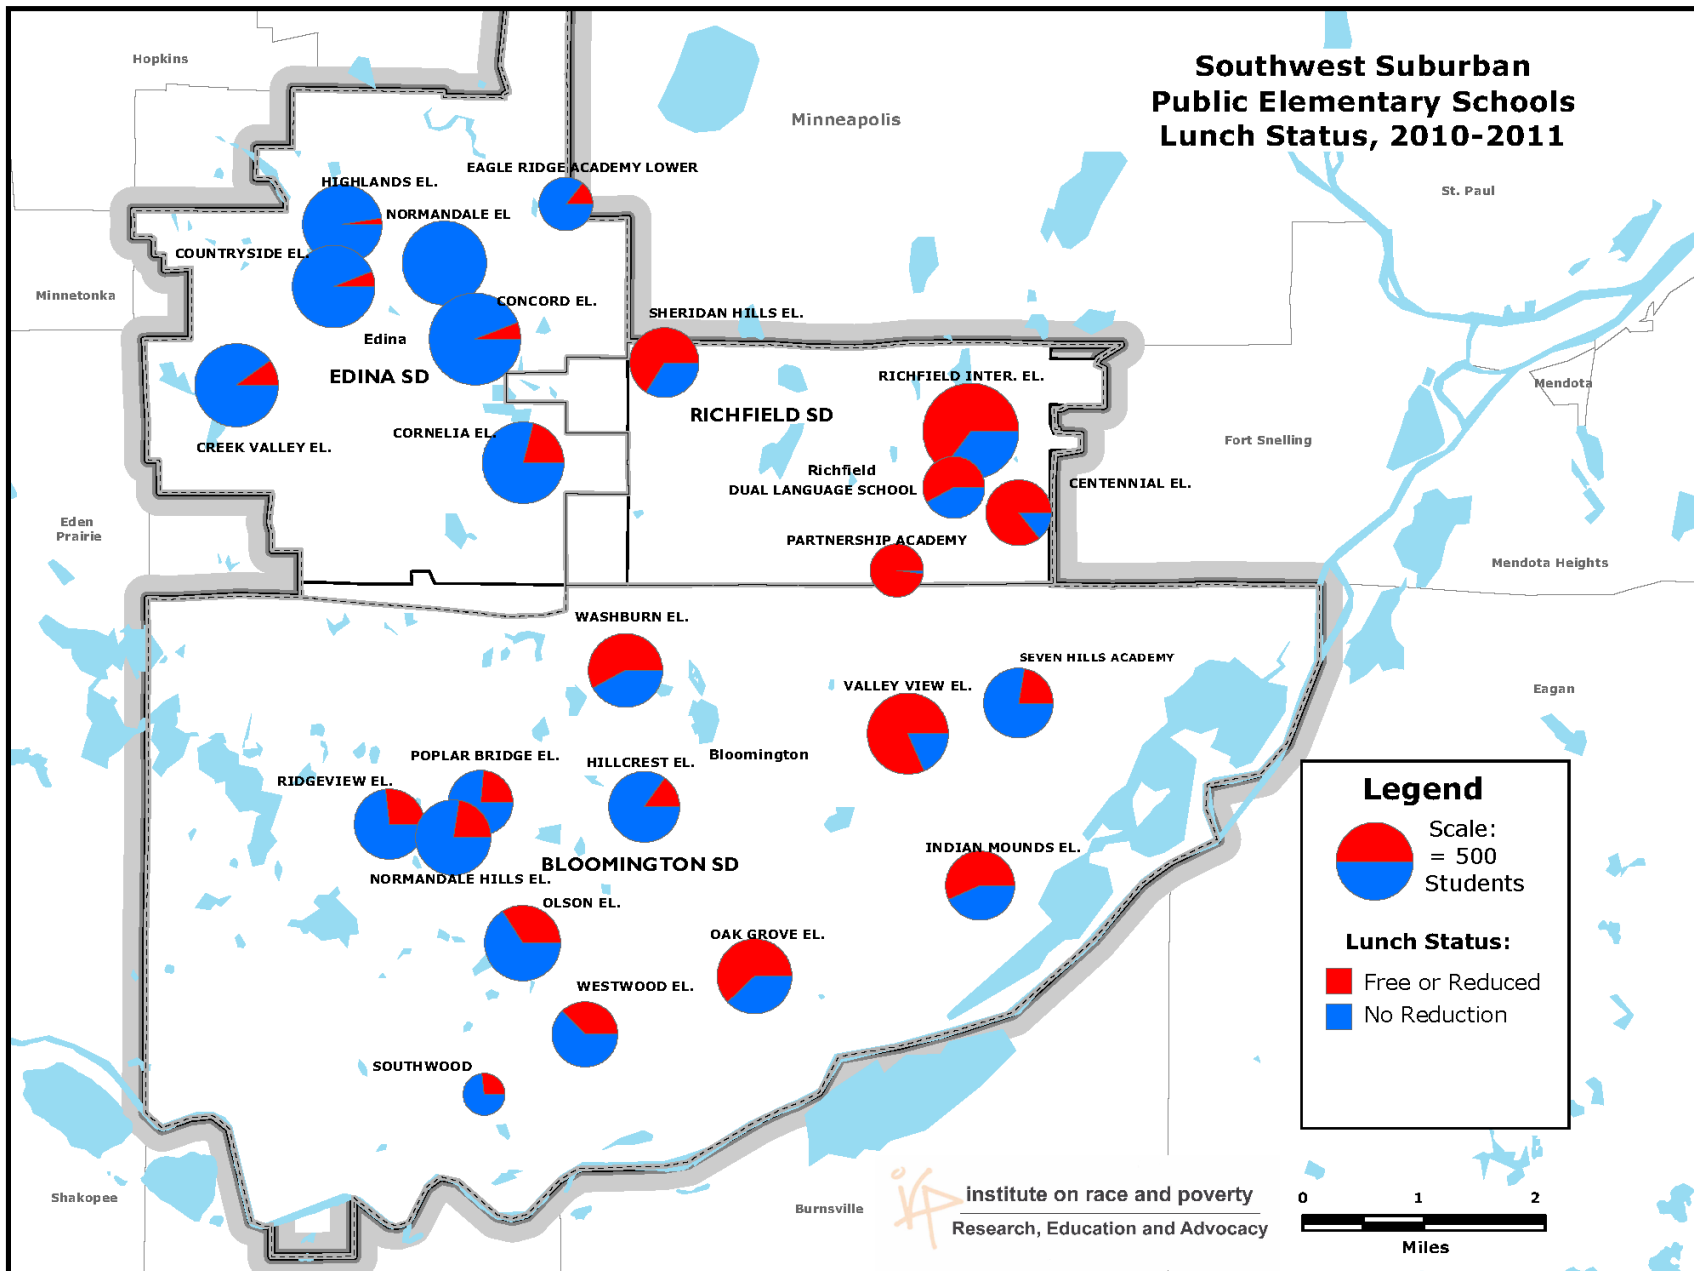 Southwest Suburban
Public Elementary Schools
Lunch Status, 2010-2011
Hopkins
Minneapolis
St. Paul
EAGLE RIDGE ACADEMY LOWER
HIGHLANDS EL.
NORMANDALE EL
COUNTRYSIDE EL.
Minnetonka
CONCORD EL.
SHERIDAN HILLS EL.
Edina
EDINA SD
RICHFIELD INTER. EL.
Mendota
RICHFIELD SD
CORNELIA EL.
CREEK VALLEY EL.
Fort Snelling
Richfield
DUAL LANGUAGE SCHOOL
CENTENNIAL EL.
Eden
Prairie
PARTNERSHIP ACADEMY
Mendota Heights
WASHBURN EL.
SEVEN HILLS ACADEMY
VALLEY VIEW EL.
Eagan
POPLAR BRIDGE EL.
HILLCREST EL.
Bloomington
RIDGEVIEW EL.
BLOOMINGTON SD
INDIAN MOUNDS EL.
NORMANDALE HILLS EL.
OLSON EL.
OAK GROVE EL.
WESTWOOD EL.
SOUTHWOOD
Legend
Scale:
= 500
Students
Lunch Status:
Free or Reduced
No Reduction
Shakopee
Burnsville
irp
institute on race and poverty
Research, Education and Advocacy
0 1 2
Miles